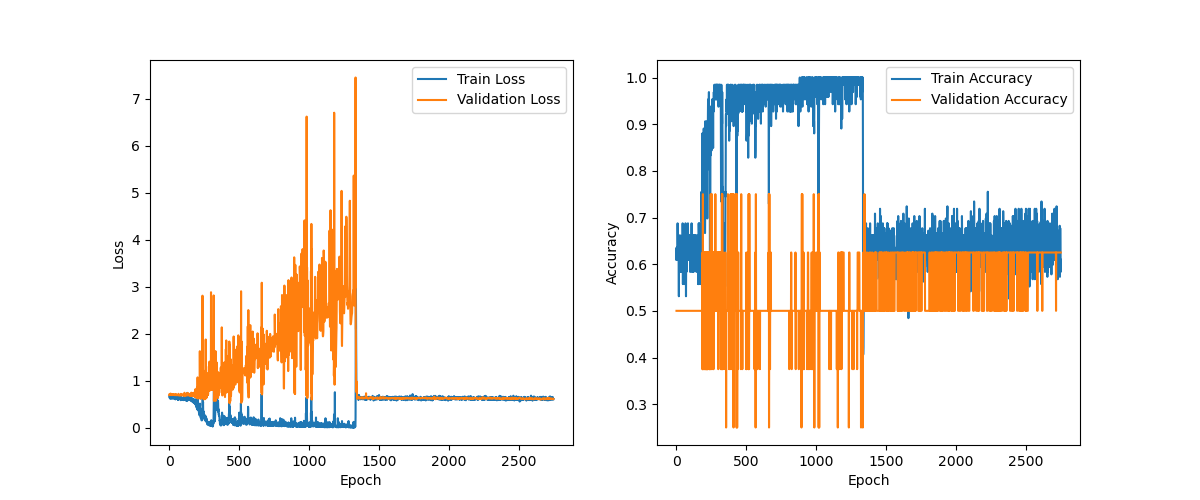 Train Loss
Validation Loss
7
6
5
4
3
2
1
0
Loss
0 500 1000 1500 2000 2500
Epoch
Train Accuracy
Validation Accuracy
1.0
0.9
0.8
0.7
0.6
0.5
0.4
0.3
Accuracy
0 500 1000 1500 2000 2500
Epoch